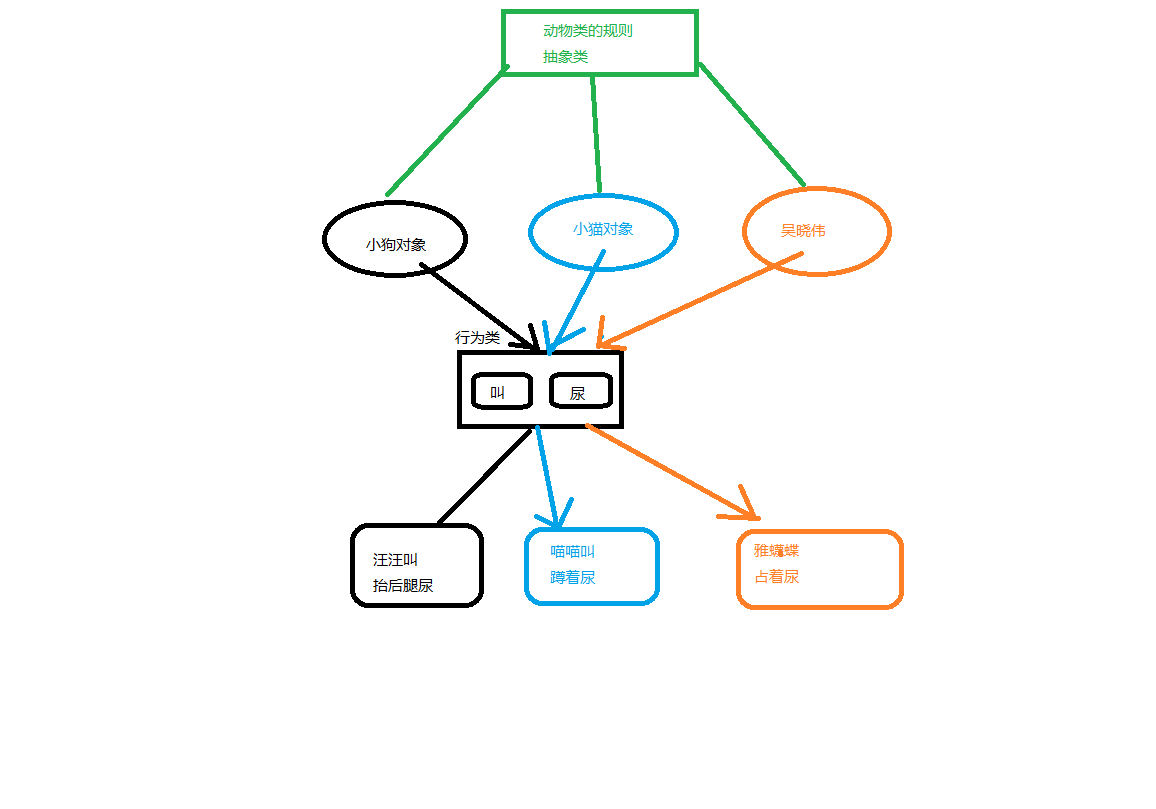 动物类的规则
抽象类
小狗对象
小猫对象
吴晓伟
行为类
叫
尿
汪汪叫
抬后腿尿
喵喵叫
蹲着尿
雅蠛蝶
占着尿